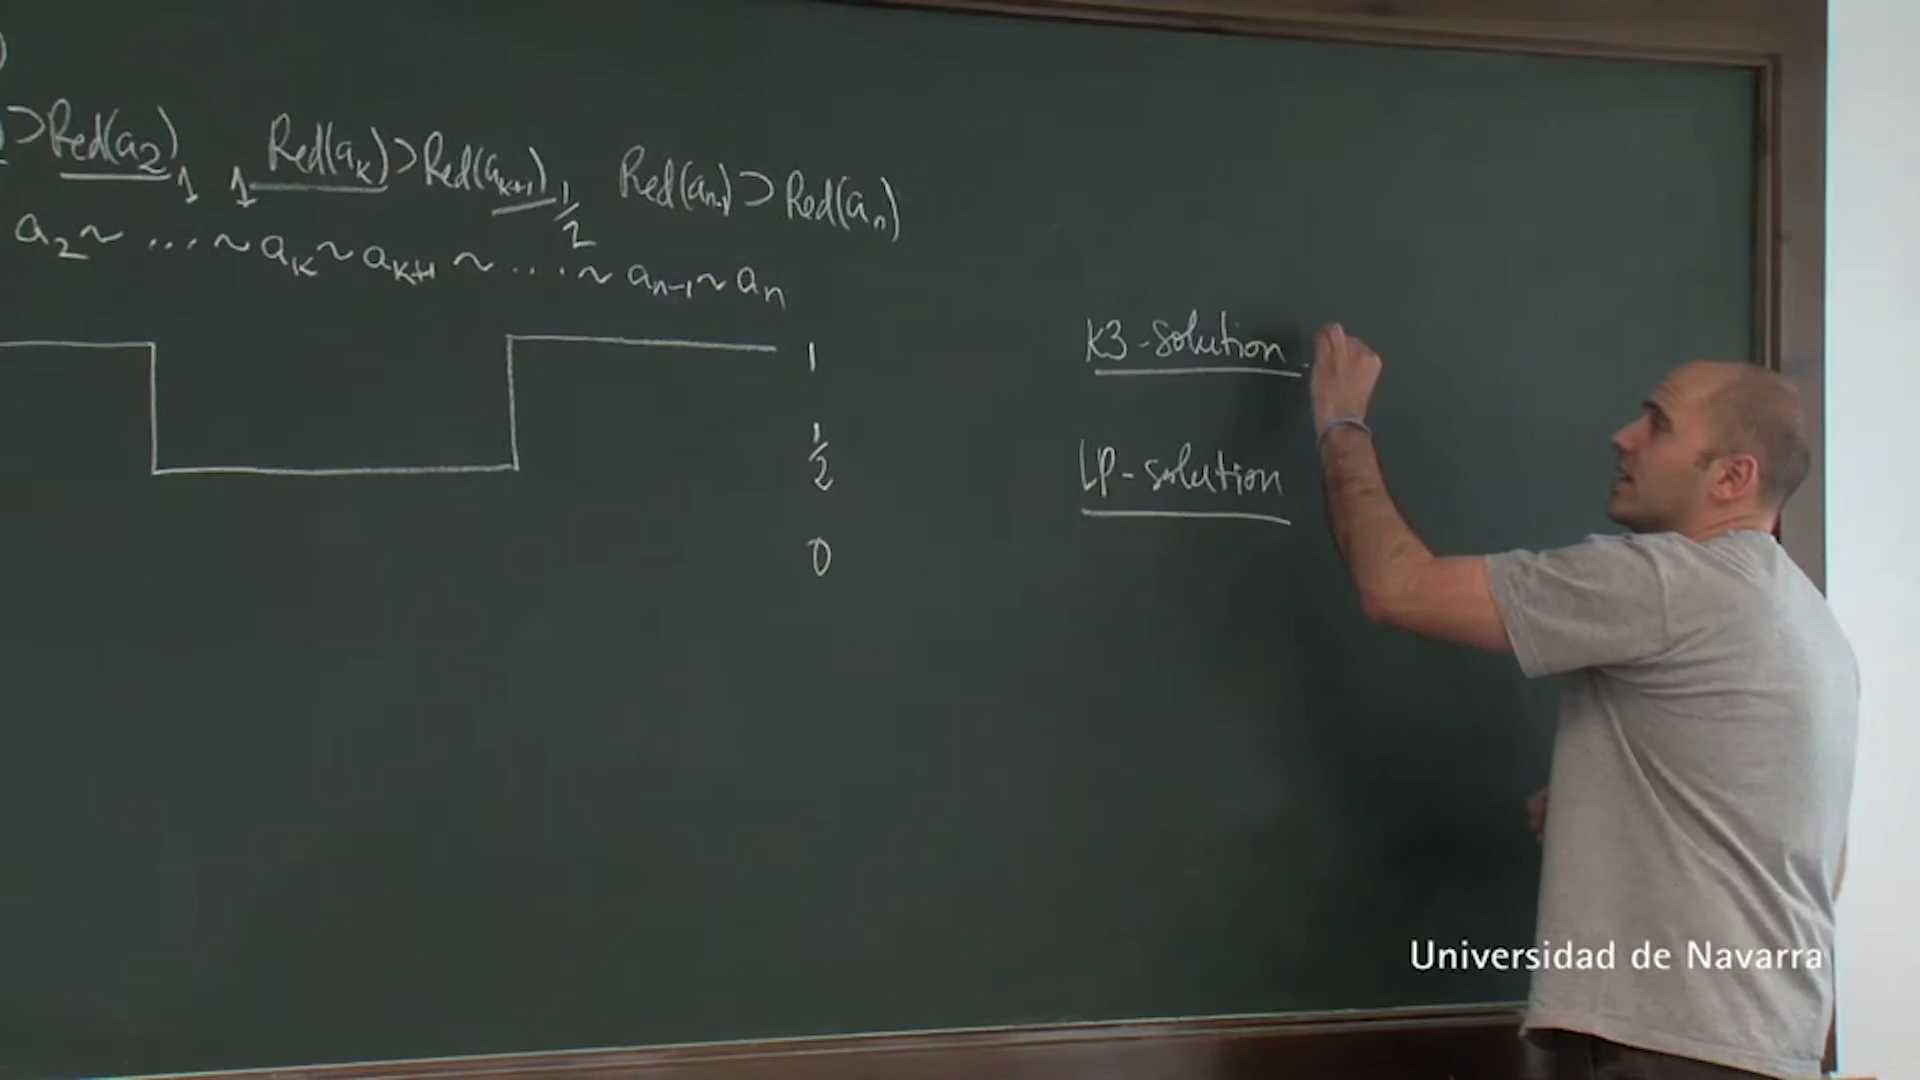 ⊃Red(a₂) 1 1 Red(aₖ)⊃Red(aₖ₊₁) 1/2 Red(aₙ₋₁)⊃Red(aₙ)
a₂~ ...~aₖ~aₖ₊₁ ~...~aₙ₋₁~aₙ
1
1/2
0
K3-solution
LP-solution
Universidad de Navarra